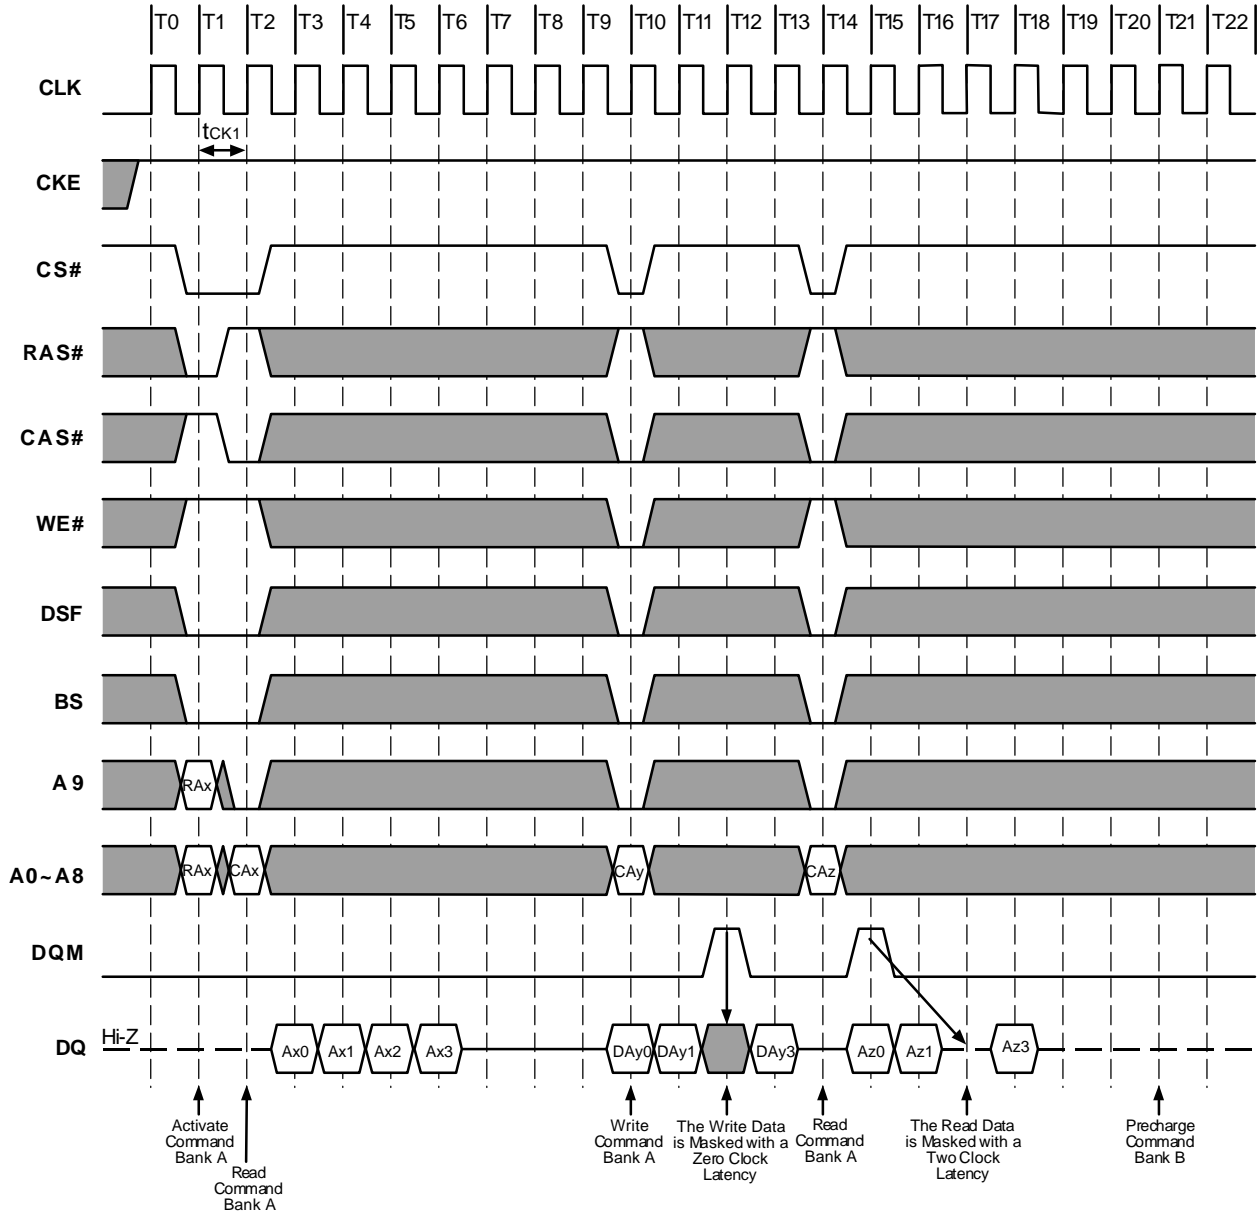 T0 T1 T2 T3 T4 T5 T6 T7 T8 T9 T10 T11 T12 T13 T14 T15 T16 T17 T18 T19 T20 T21 T22
CLK
tCK1
CKE
CS#
RAS#
CAS#
WE#
DSF
BS
A9
RAx
A0~A8
RAx CAx CAy CAz
DQM
DQ
Hi-Z
Ax0 Ax1 Ax2 Ax3 DAy0 DAy1 DAy3 Az0 Az1 Az3
Activate
Command
Bank A
Read
Command
Bank A
Write
Command
Bank A
The Write Data
is Masked with a
Zero Clock
Latency
Read
Command
Bank A
The Read Data
is Masked with a
Two Clock
Latency
Precharge
Command
Bank B